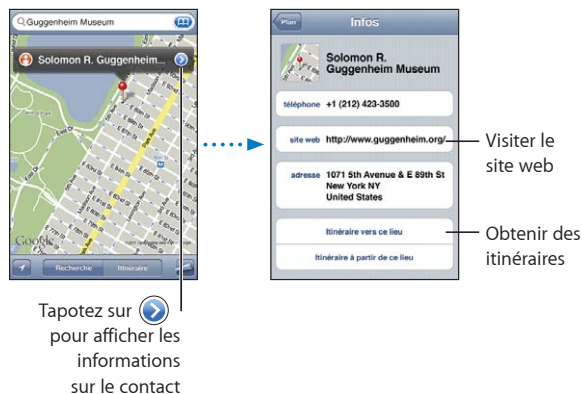 Guggenheim Museum
Solomon R. Guggenheim...
Google
Recherche
Itinéraire
Tapotez sur
pour afficher les
informations
sur le contact
Plan
Infos
Solomon R.
Guggenheim Museum
téléphone +1 (212) 423-3500
site web http://www.guggenheim.org/
adresse 1071 5th Avenue & E 89th St
New York NY
United States
Itinéraire vers ce lieu
Itinéraire à partir de ce lieu
Visiter le
site web
Obtenir des
itinéraires